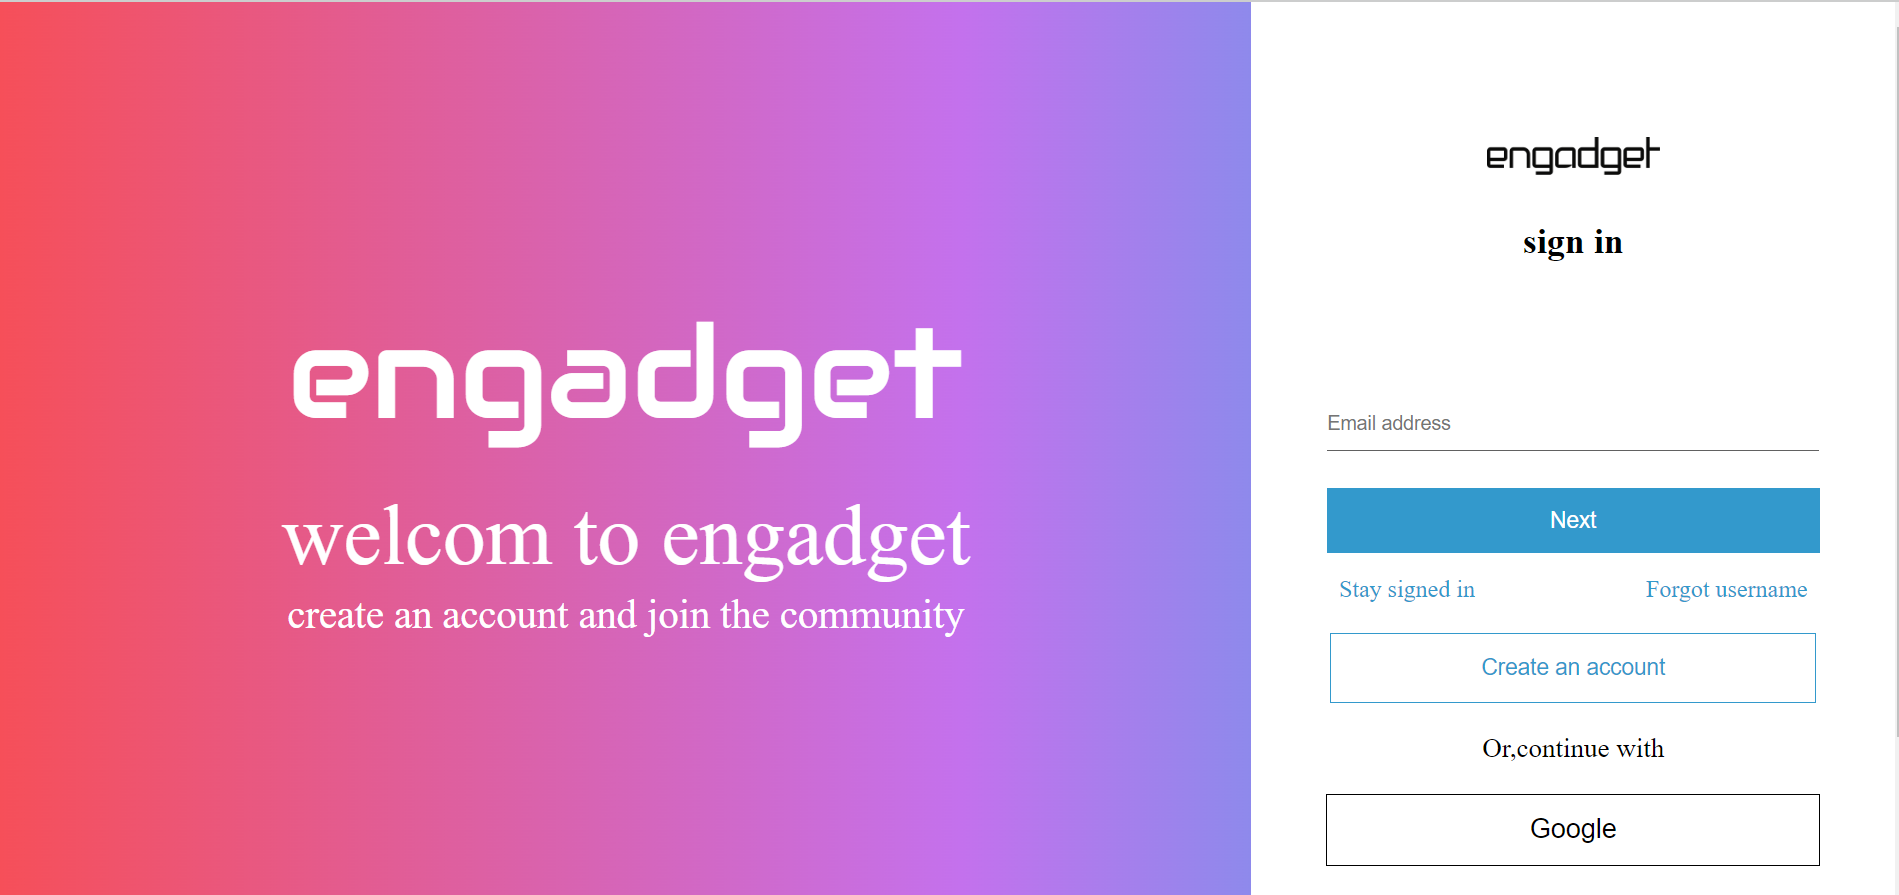 engadget
welcom to engadget
create an account and join the community
engadget
sign in
Email address
Next
Stay signed in
Forgot username
Create an account
Or,continue with
Google